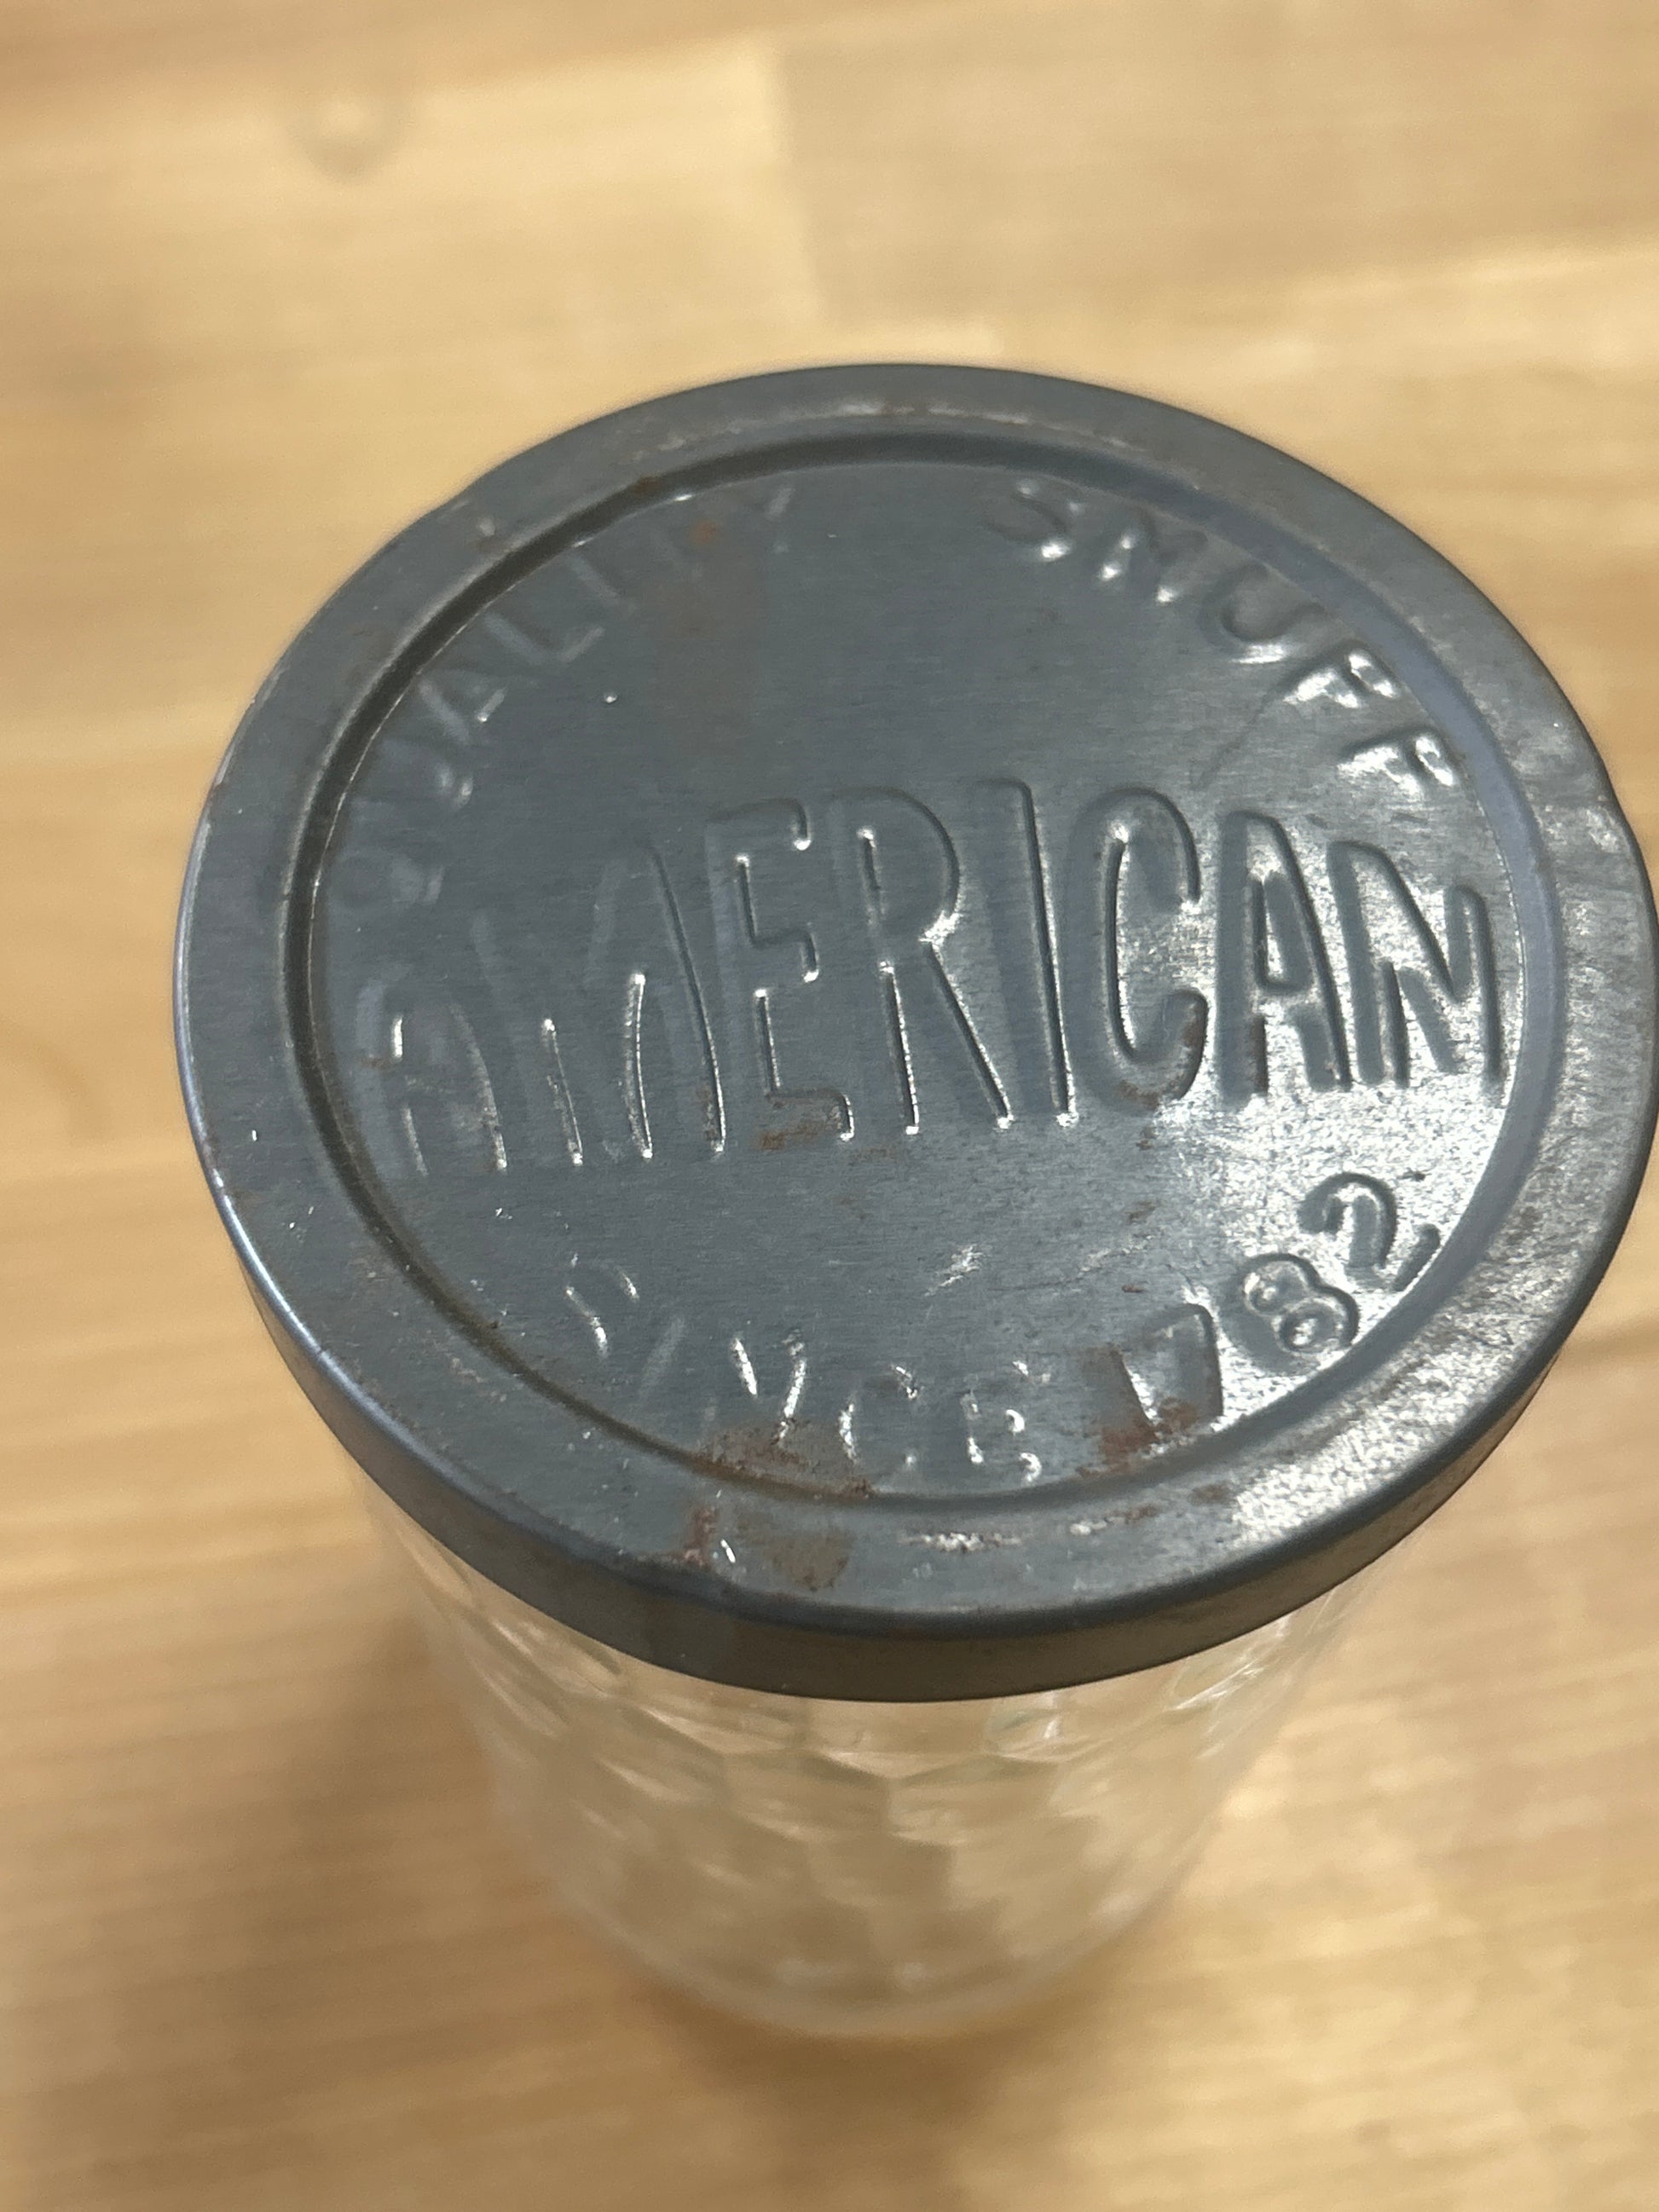 QUALITY SNUFF
AMERICAN
SINCE 1782